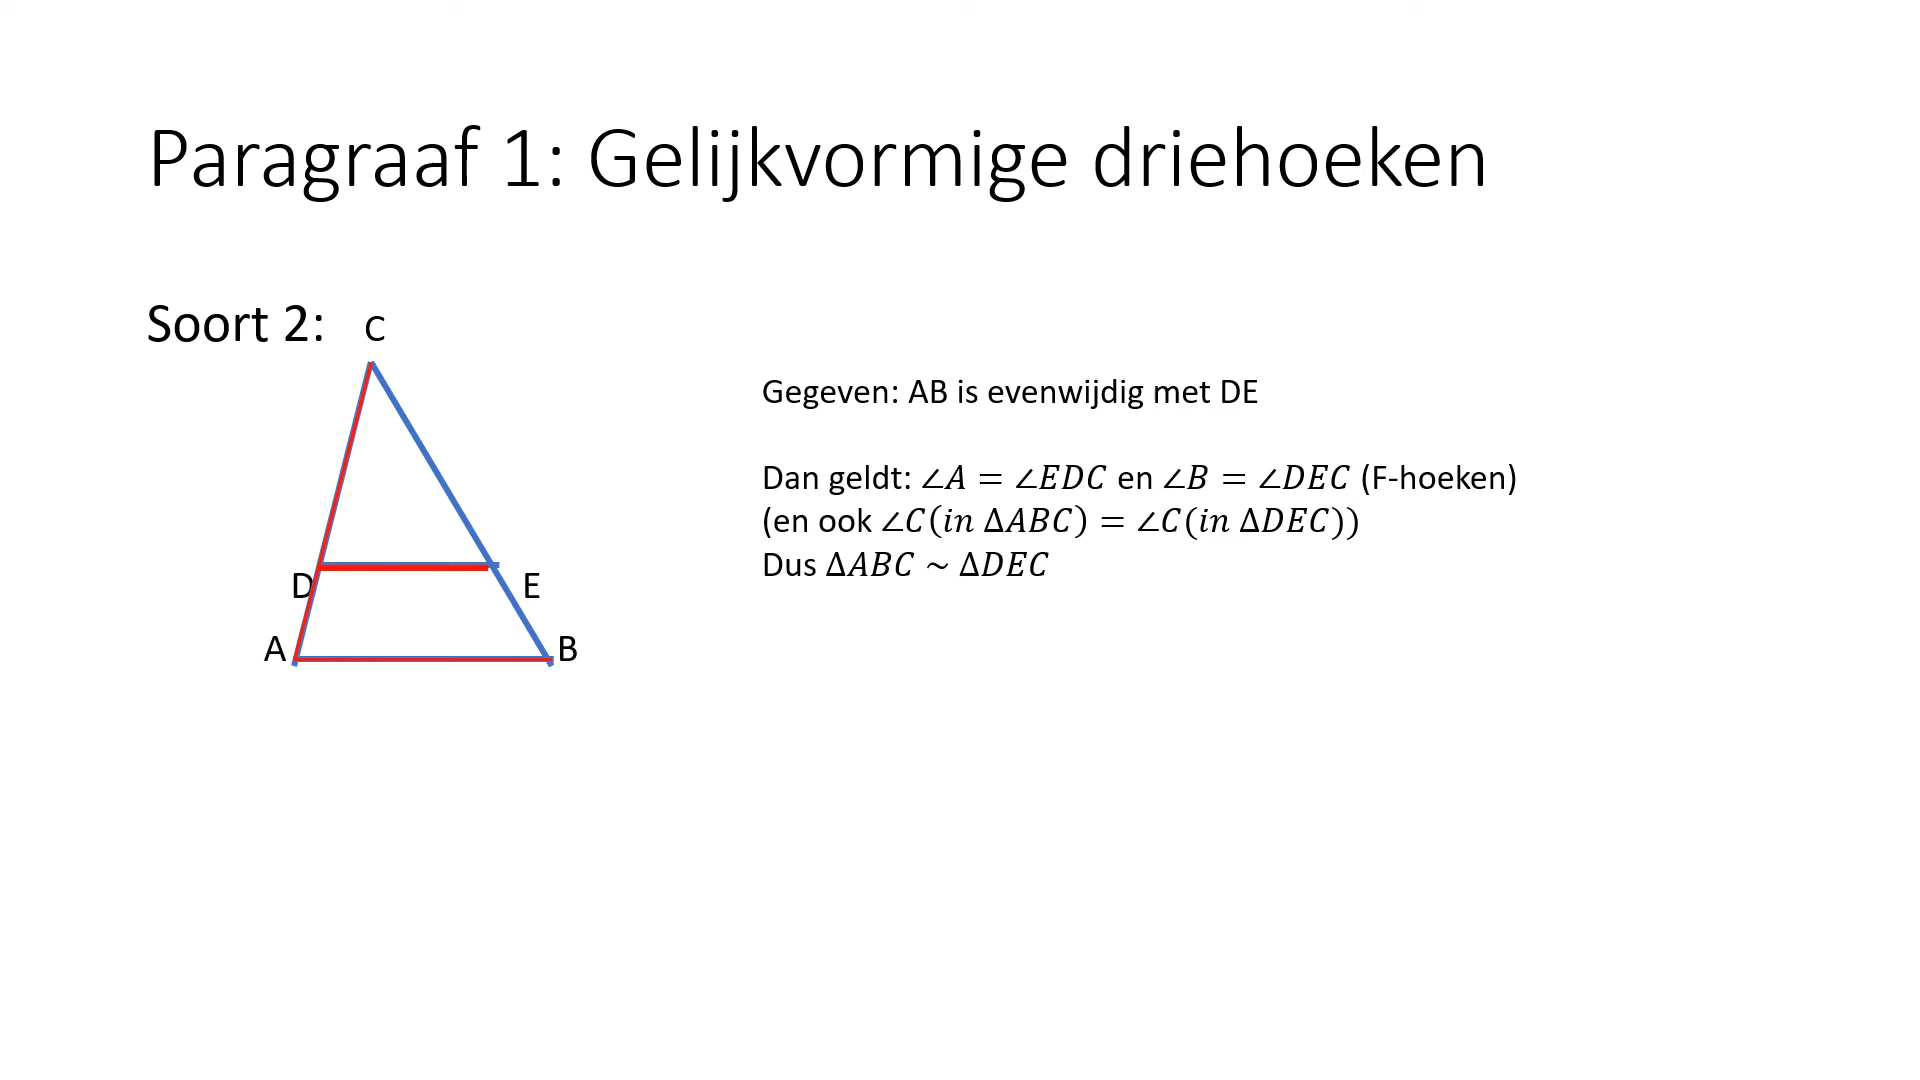 Paragraaf 1: Gelijkvormige driehoeken
Soort 2:
C
D
E
A
B
Gegeven: AB is evenwijdig met DE
Dan geldt: ∠A = ∠EDC en ∠B = ∠DEC (F-hoeken)
(en ook ∠C(in ΔABC) = ∠C(in ΔDEC))
Dus ΔABC ~ ΔDEC